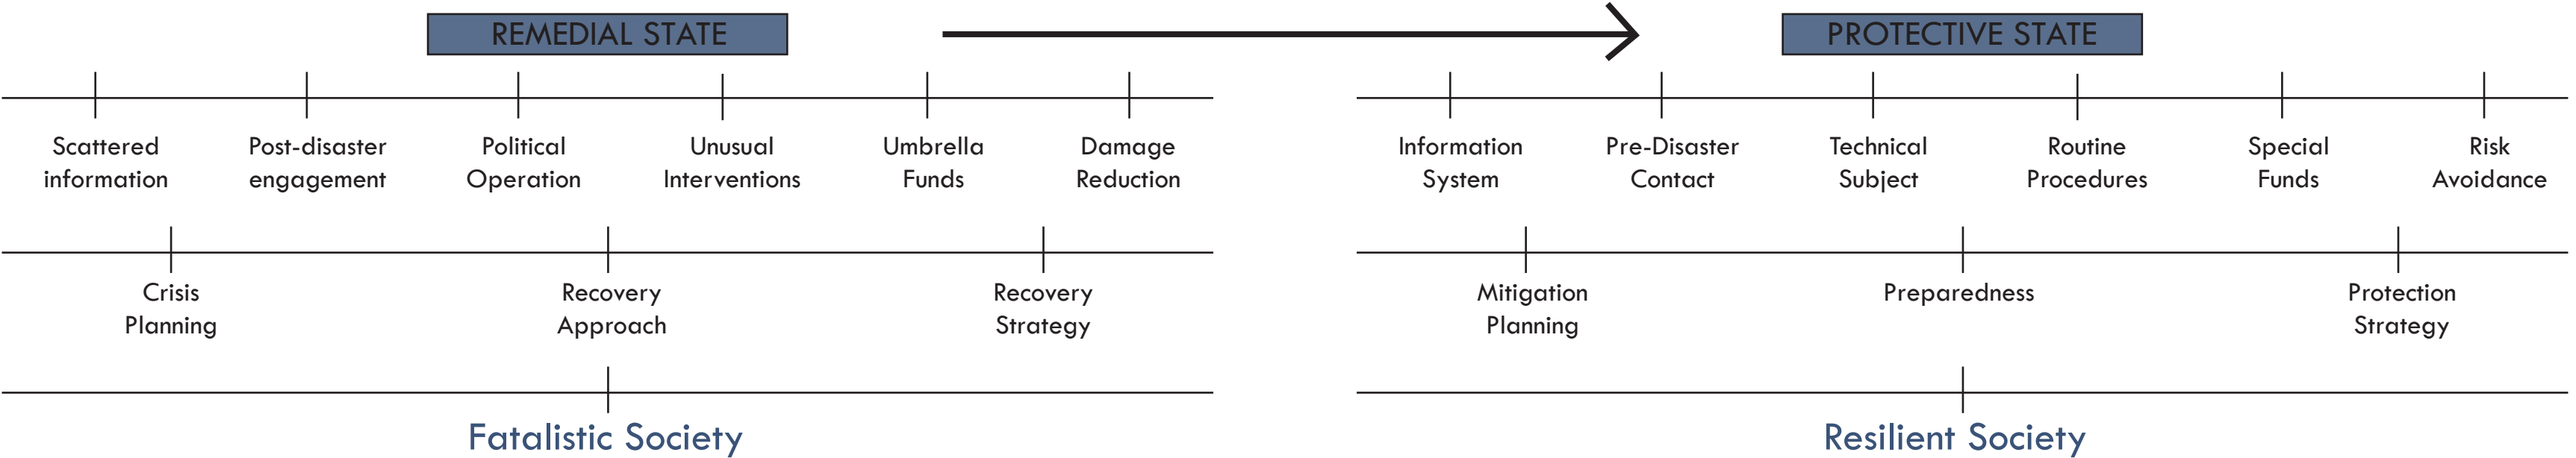 REMEDIAL STATE
PROTECTIVE STATE
Scattered
information
Post-disaster
engagement
Political
Operation
Unusual
Interventions
Umbrella
Funds
Damage
Reduction
Information
System
Pre-Disaster
Contact
Technical
Subject
Routine
Procedures
Special
Funds
Risk
Avoidance
Crisis
Planning
Recovery
Approach
Recovery
Strategy
Mitigation
Planning
Preparedness
Protection
Strategy
Fatalistic Society
Resilient Society